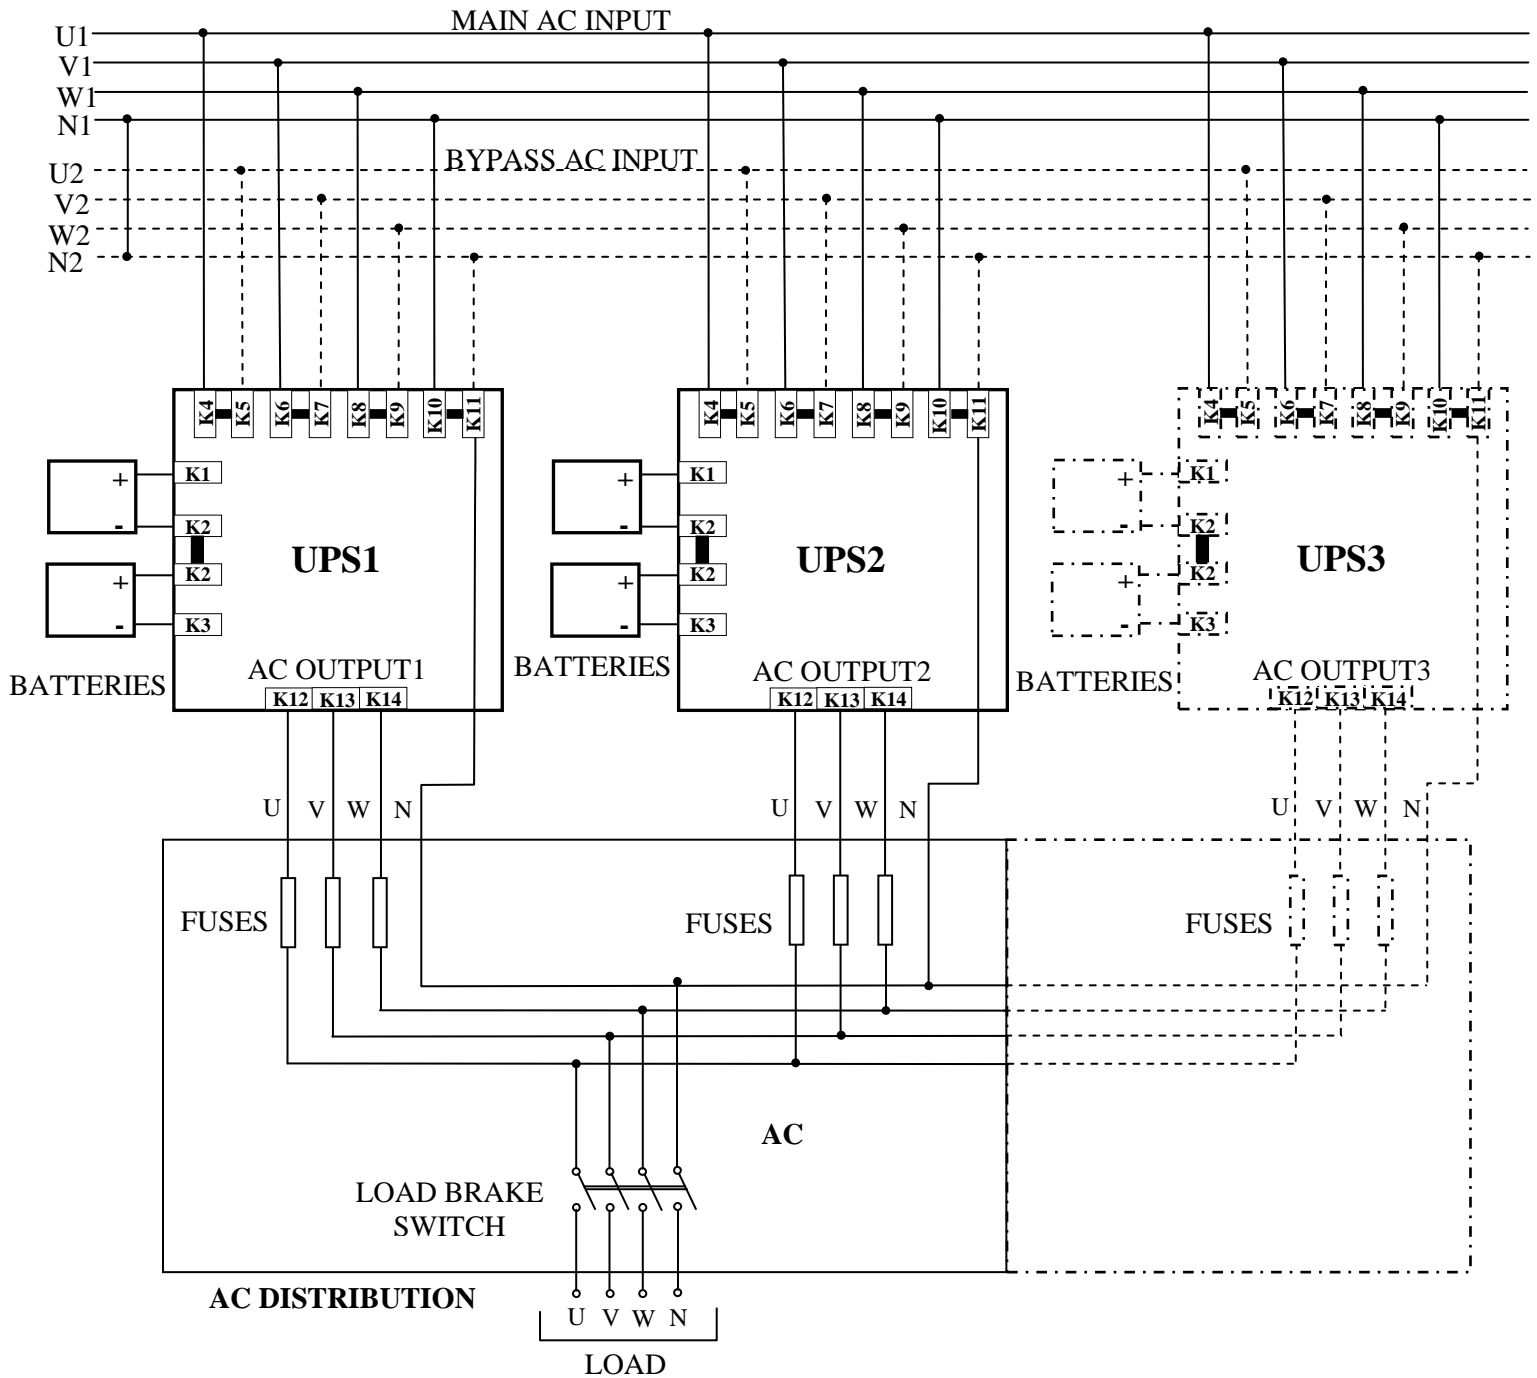 MAIN AC INPUT
U1
V1
W1
N1
BYPASS AC INPUT
U2
V2
W2
N2
K4 K5 K6 K7 K8 K9 K10 K11
K4 K5 K6 K7 K8 K9 K10 K11
K4 K5 K6 K7 K8 K9 K10 K11
+ K1
- K2
UPS1
+ K2
- K3
BATTERIES
AC OUTPUT1
K12 K13 K14
+ K1
- K2
UPS2
+ K2
- K3
BATTERIES
AC OUTPUT2
K12 K13 K14
+ K1
- K2
UPS3
+ K2
- K3
BATTERIES
AC OUTPUT3
K12 K13 K14
U V W N
U V W N
U V W N
FUSES
FUSES
FUSES
AC
LOAD BRAKE
SWITCH
AC DISTRIBUTION
U V W N
LOAD